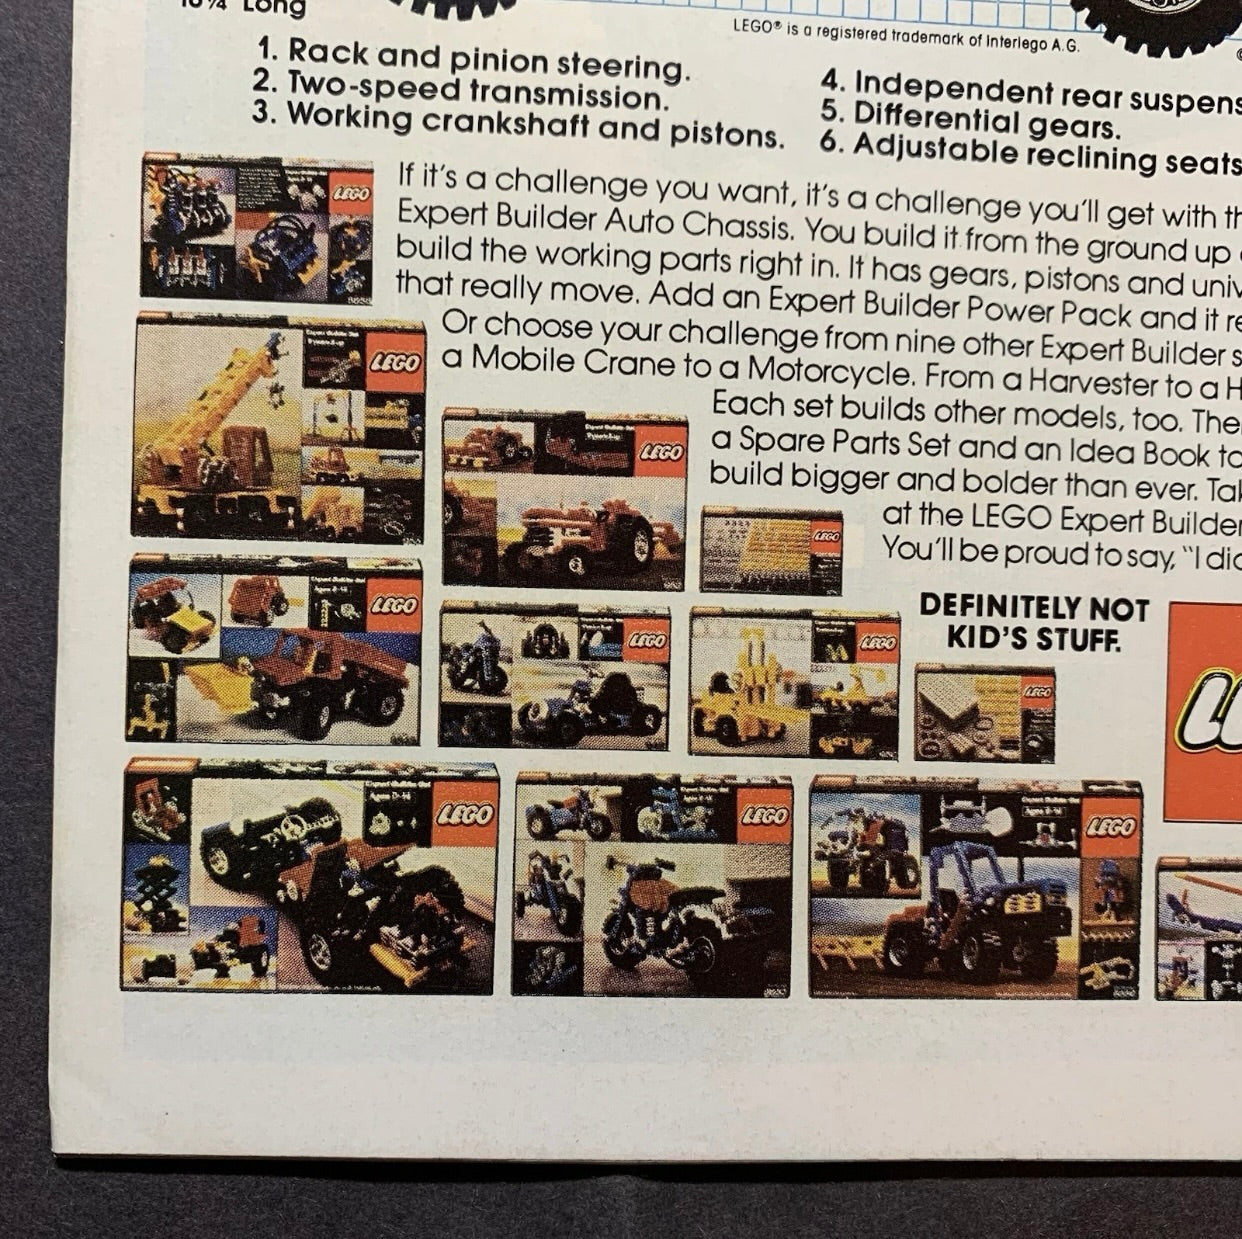 Long
LEGO® is a registered trademark of Interlego A.G.
1. Rack and pinion steering.
2. Two-speed transmission.
3. Working crankshaft and pistons.
4. Independent rear suspens
5. Differential gears.
6. Adjustable reclining seats
If it's a challenge you want, it's a challenge you'll get with th
Expert Builder Auto Chassis. You build it from the ground up
build the working parts right in. It has gears, pistons and univ
that really move. Add an Expert Builder Power Pack and it re
Or choose your challenge from nine other Expert Builder s
a Mobile Crane to a Motorcycle. From a Harvester to a H
Each set builds other models, too. The
a Spare Parts Set and an Idea Book to
build bigger and bolder than ever. Tak
at the LEGO Expert Builder
You'll be proud to say, "I did
DEFINITELY NOT
KID'S STUFF.
LEGO
LEGO
LEGO
LEGO
LEGO
LEGO
LEGO
LEGO
LEGO
LEGO
LEGO